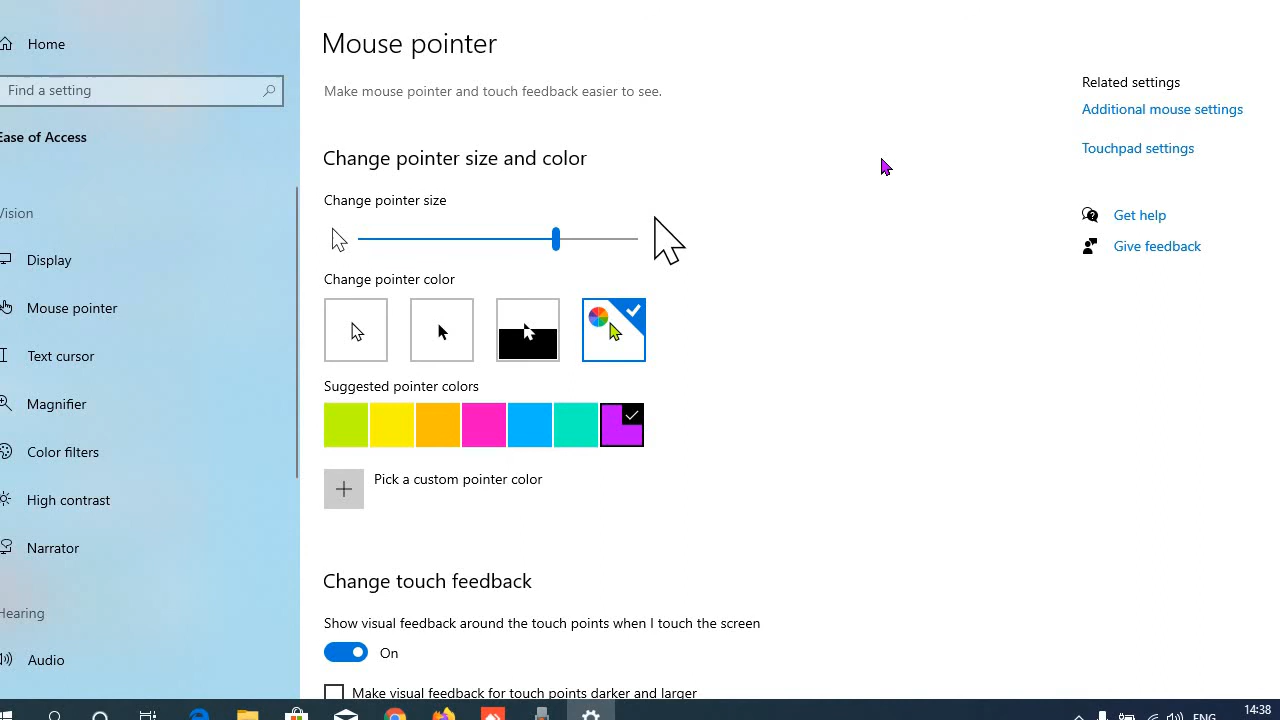 Home
Find a setting
Ease of Access
Vision
Display
Mouse pointer
Text cursor
Magnifier
Color filters
High contrast
Narrator
Hearing
Audio
Mouse pointer
Make mouse pointer and touch feedback easier to see.
Change pointer size and color
Change pointer size
Change pointer color
Suggested pointer colors
Pick a custom pointer color
Change touch feedback
Show visual feedback around the touch points when I touch the screen
On
Make visual feedback for touch points darker and larger
Related settings
Additional mouse settings
Touchpad settings
Get help
Give feedback
ENG
14:38